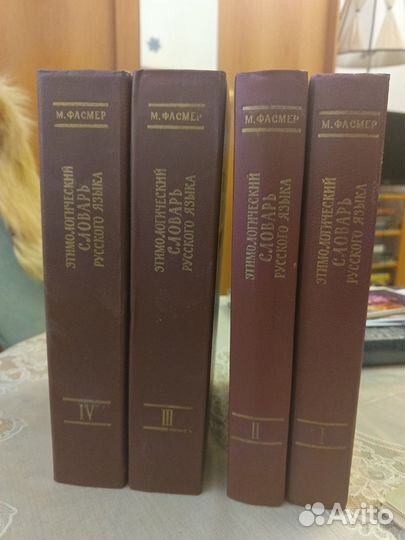 М. ФАСМЕР
ЭТИМОЛОГИЧЕСКИЙ
СЛОВАРЬ
РУССКОГО ЯЗЫКА
IV
М. ФАСМЕР
ЭТИМОЛОГИЧЕСКИЙ
СЛОВАРЬ
РУССКОГО ЯЗЫКА
III
М. ФАСМЕР
ЭТИМОЛОГИЧЕСКИЙ
СЛОВАРЬ
РУССКОГО ЯЗЫКА
II
М. ФАСМЕР
ЭТИМОЛОГИЧЕСКИЙ
СЛОВАРЬ
РУССКОГО ЯЗЫКА
I
Avito